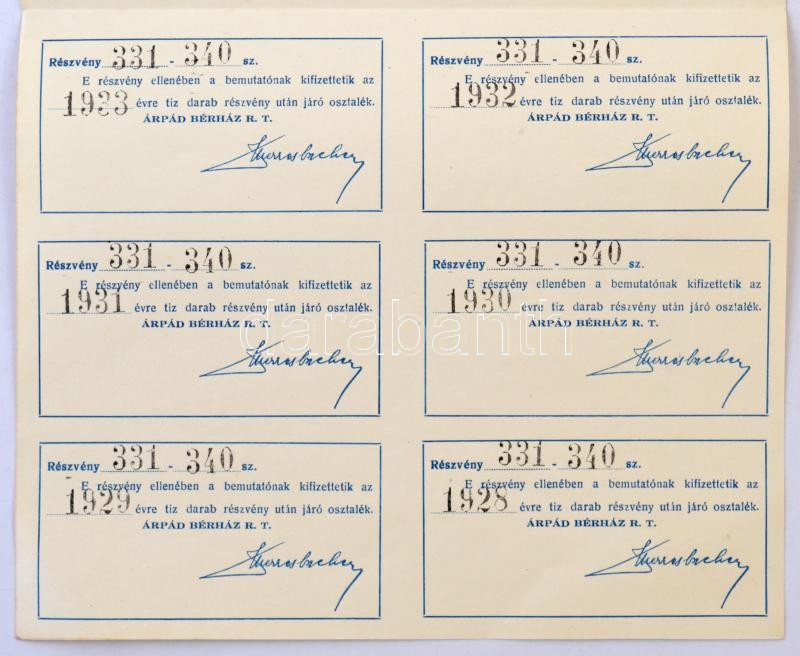 Részvény 331 - 340 sz.
E részvény ellenében a bemutatónak kifizettetik az
1933 évre tiz darab részvény után járó osztalék.
ÁRPÁD BÉRHÁZ R. T.
Részvény 331 - 340 sz.
E részvény ellenében a bemutatónak kifizettetik az
1932 évre tiz darab részvény után járó osztalék.
ÁRPÁD BÉRHÁZ R. T.
Részvény 331 - 340 sz.
E részvény ellenében a bemutatónak kifizettetik az
1931 évre tiz darab részvény után járó osztalék.
ÁRPÁD BÉRHÁZ R. T.
Részvény 331 - 340 sz.
E részvény ellenében a bemutatónak kifizettetik az
1930 évre tiz darab részvény után járó osztalék.
ÁRPÁD BÉRHÁZ R. T.
darabanth
Részvény 331 - 340 sz.
E részvény ellenében a bemutatónak kifizettetik az
1929 évre tiz darab részvény után járó osztalék.
ÁRPÁD BÉRHÁZ R. T.
Részvény 331 - 340 sz.
E részvény ellenében a bemutatónak kifizettetik az
1928 évre tiz darab részvény után járó osztalék.
ÁRPÁD BÉRHÁZ R. T.